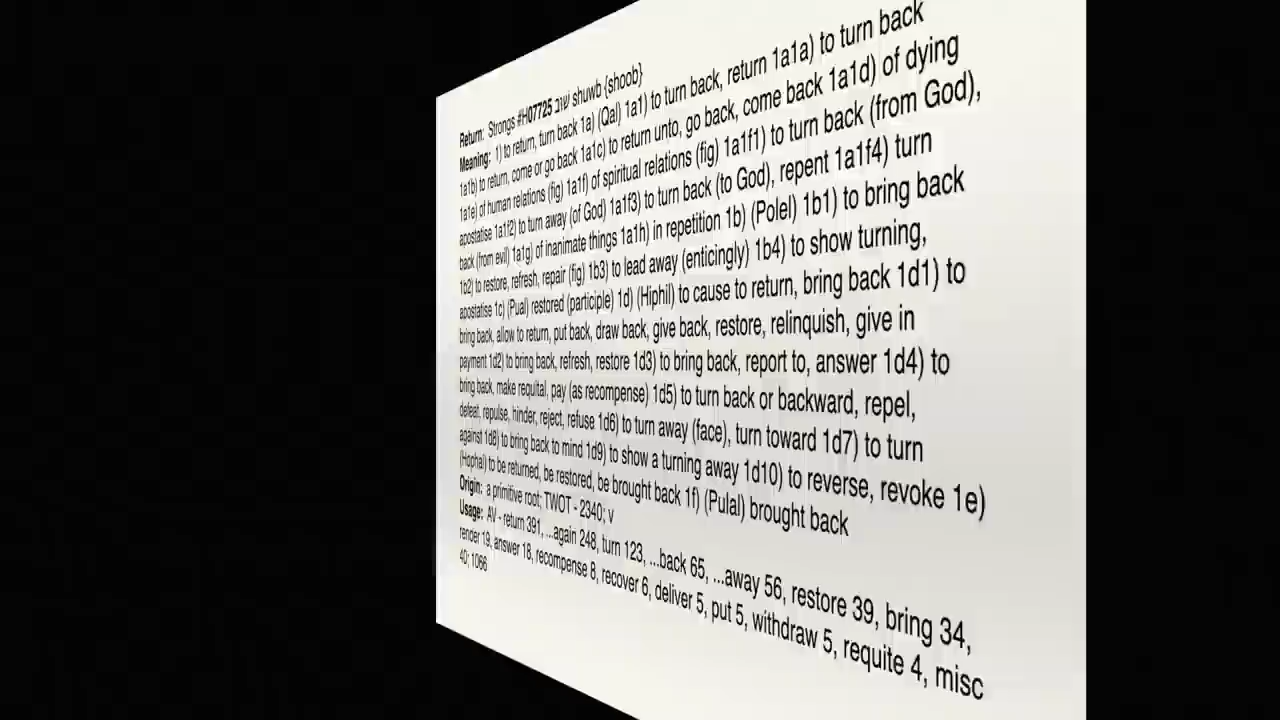 Return: Strongs #H07725 שוב shuwb {shoob}
Meaning: 1) to return, turn back 1a) (Qal) 1a1) to turn back, return 1a1a) to turn back
1a1b) to return, come or go back 1a1c) to return unto, go back, come back 1a1d) of dying
1a1e) of human relations (fig) 1a1f) of spiritual relations (fig) 1a1f1) to turn back (from God),
apostatise 1a1f2) to turn away (of God) 1a1f3) to turn back (to God), repent 1a1f4) turn
back (from evil) 1a1g) of inanimate things 1a1h) in repetition 1b) (Polel) 1b1) to bring back
1b2) to restore, refresh, repair (fig) 1b3) to lead away (enticingly) 1b4) to show turning,
apostatise 1c) (Pual) restored (participle) 1d) (Hiphil) to cause to return, bring back 1d1) to
bring back, allow to return, put back, draw back, give back, restore, relinquish, give in
payment 1d2) to bring back, refresh, restore 1d3) to bring back, report to, answer 1d4) to
bring back, make requital, pay (as recompense) 1d5) to turn back or backward, repel,
defeat, repulse, hinder, reject, refuse 1d6) to turn away (face), turn toward 1d7) to turn
against 1d8) to bring back to mind 1d9) to show a turning away 1d10) to reverse, revoke 1e)
(Hophal) to be returned, be restored, be brought back 1f) (Pulal) brought back
Origin: a primitive root; TWOT - 2340; v
Usage: AV - return 391, ...again 248, turn 123, ...back 65, ...away 56, restore 39, bring 34,
render 19, answer 18, recompense 8, recover 6, deliver 5, put 5, withdraw 5, requite 4, misc
40; 1066